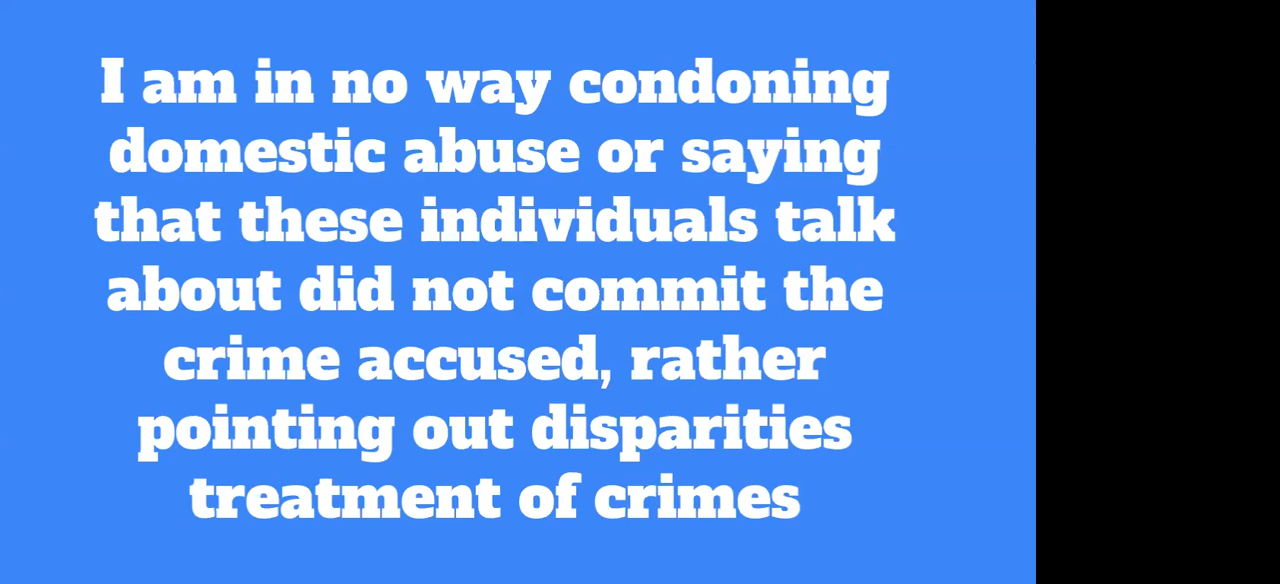 I am in no way condoning
domestic abuse or saying
that these individuals talk
about did not commit the
crime accused, rather
pointing out disparities
treatment of crimes